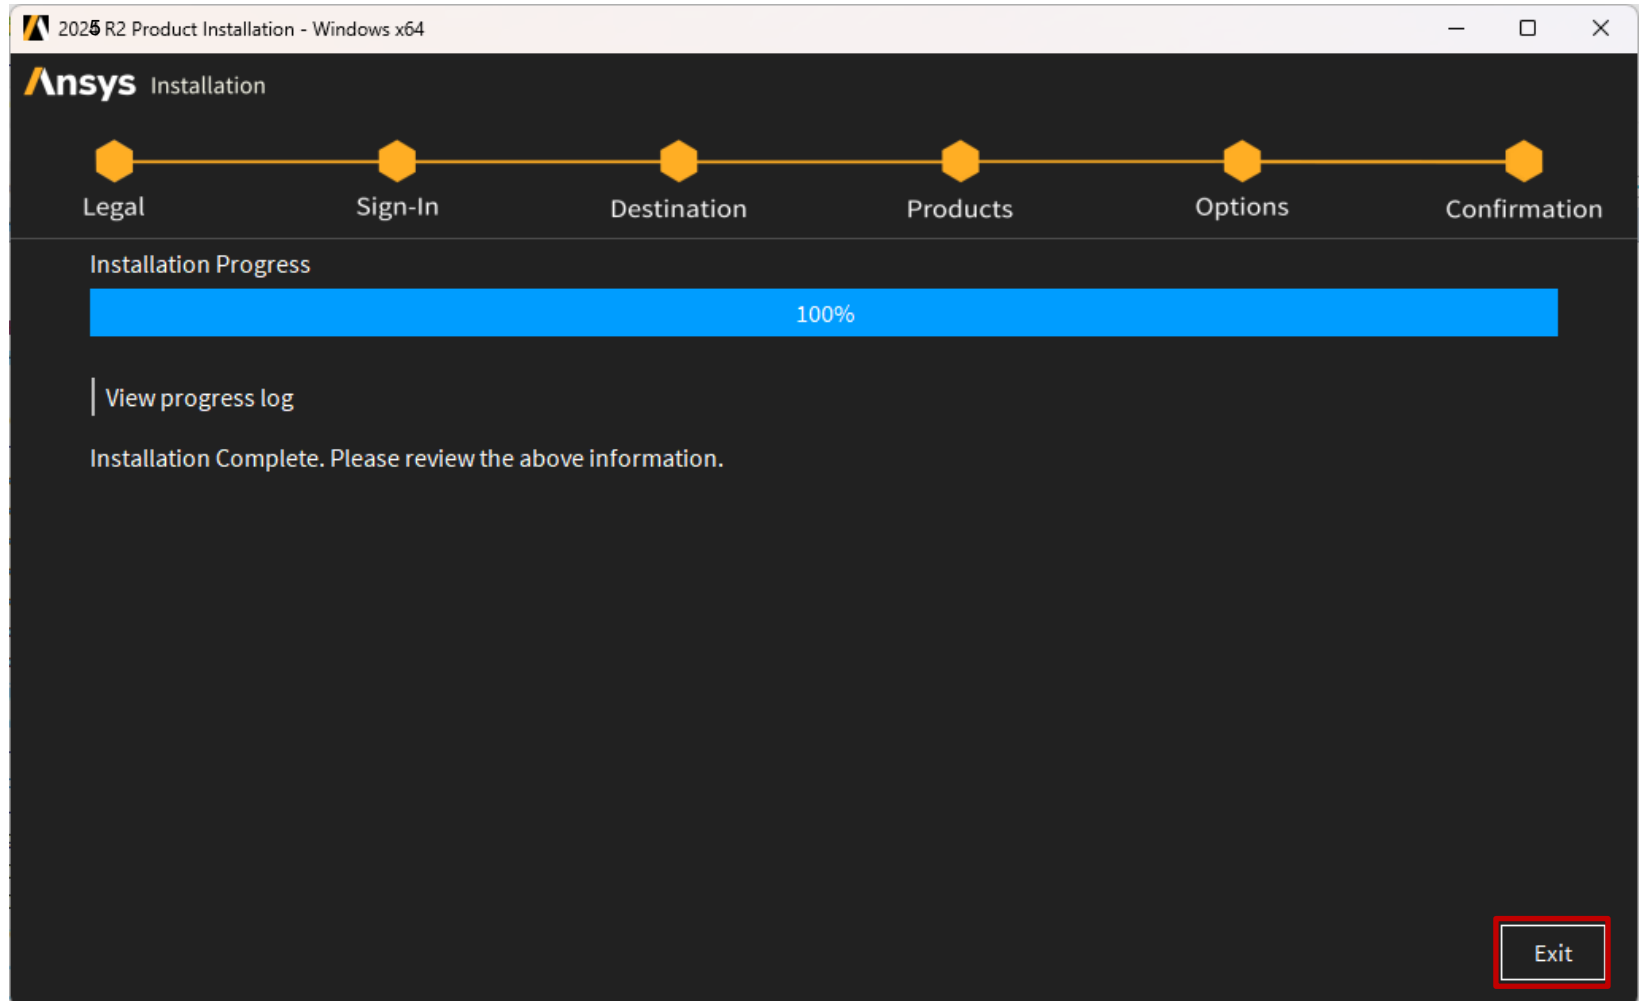 2025 R2 Product Installation - Windows x64
Ansys Installation
Legal Sign-In Destination Products Options Confirmation
Installation Progress
100%
View progress log
Installation Complete. Please review the above information.
Exit